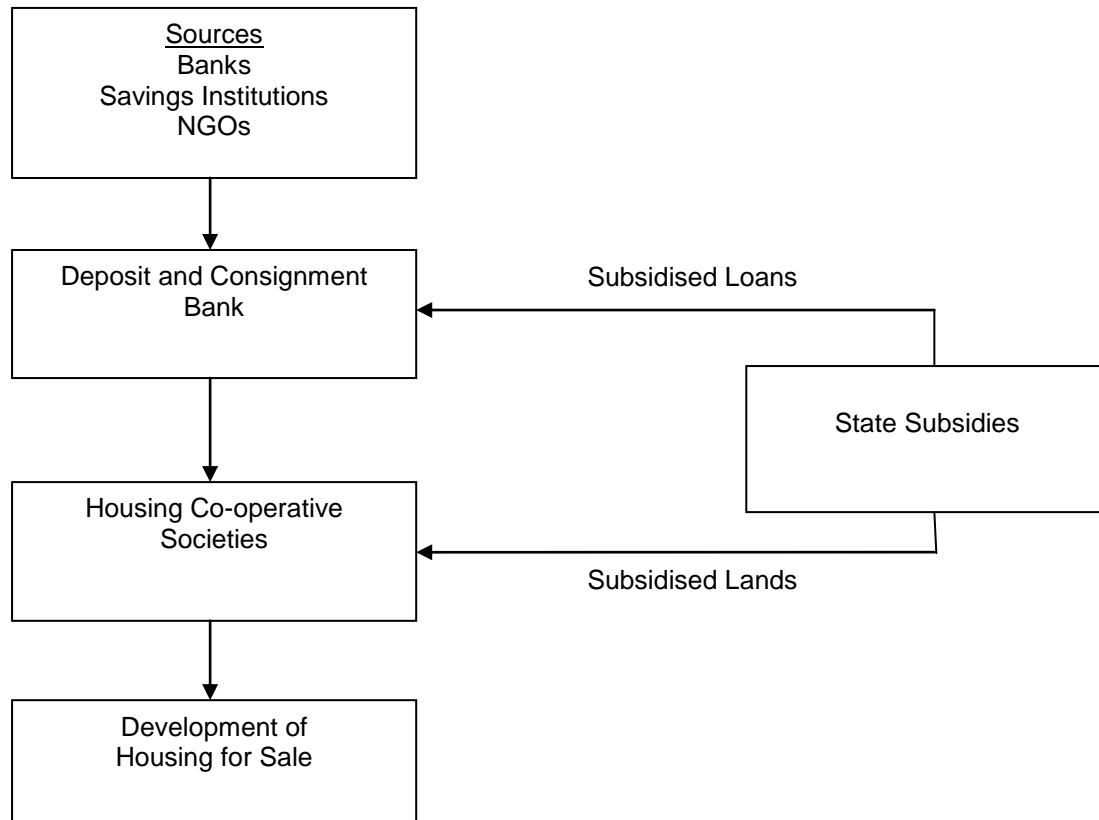 Sources
Banks
Savings Institutions
NGOs
Deposit and Consignment
Bank
Subsidised Loans
State Subsidies
Housing Co-operative
Societies
Subsidised Lands
Development of
Housing for Sale